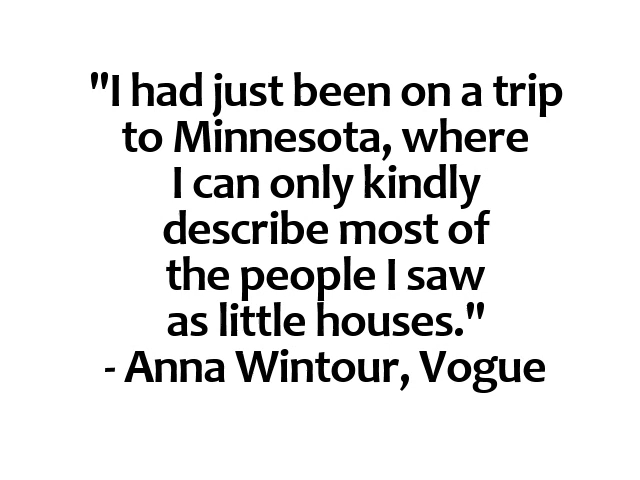 "I had just been on a trip
to Minnesota, where
I can only kindly
describe most of
the people I saw
as little houses."
- Anna Wintour, Vogue